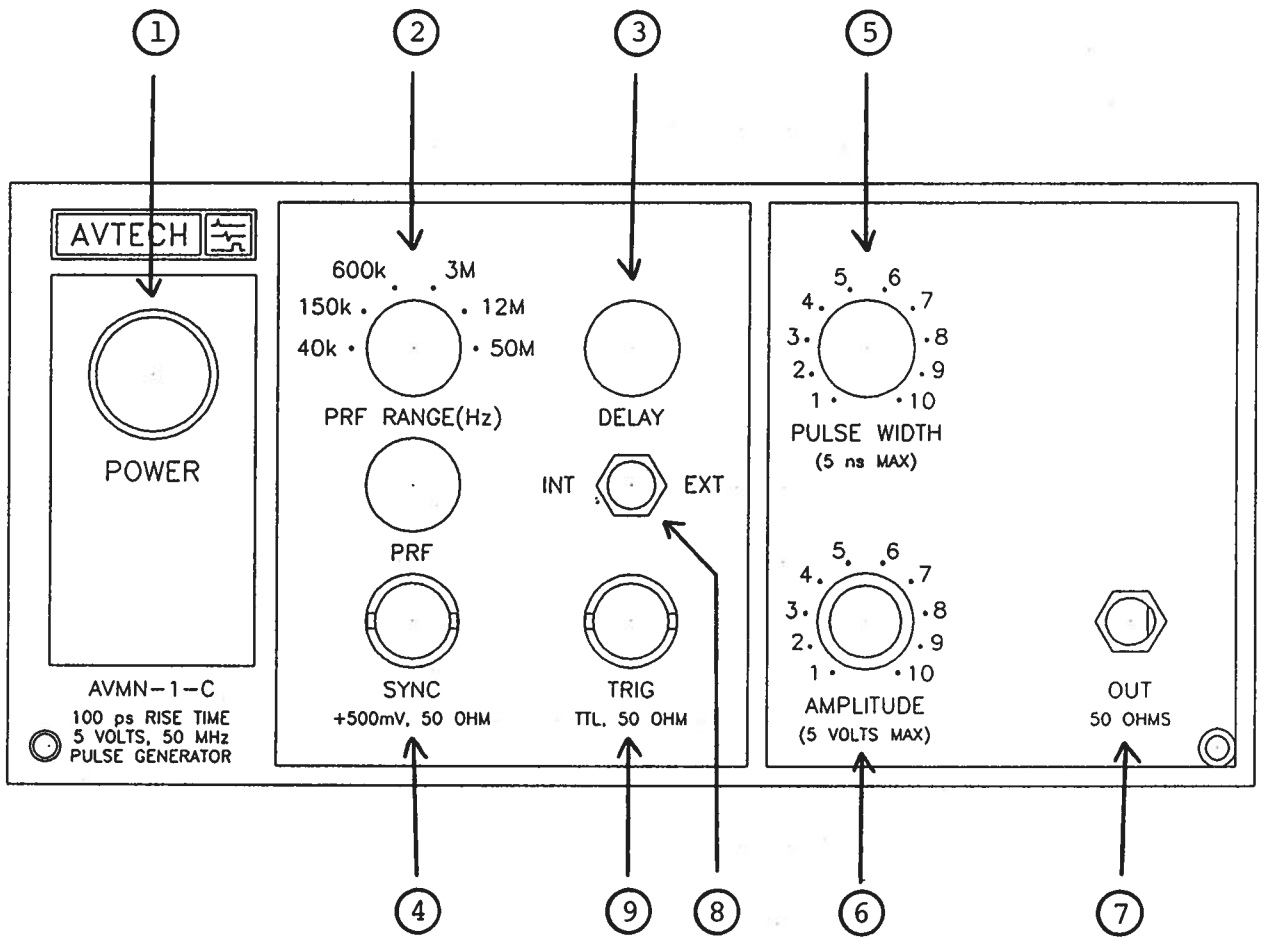 1 2 3 5
AVTECH
POWER
AVMN-1-C
100 ps RISE TIME
5 VOLTS, 50 MHz
PULSE GENERATOR
600k 3M
150k 12M
40k 50M
PRF RANGE(Hz)
PRF
SYNC
+500mV, 50 OHM
DELAY
INT EXT
TRIG
TTL, 50 OHM
5 6
4 7
3 8
2 9
1 10
PULSE WIDTH
(5 ns MAX)
5 6
4 7
3 8
2 9
1 10
AMPLITUDE
(5 VOLTS MAX)
OUT
50 OHMS
4 9 8 6 7